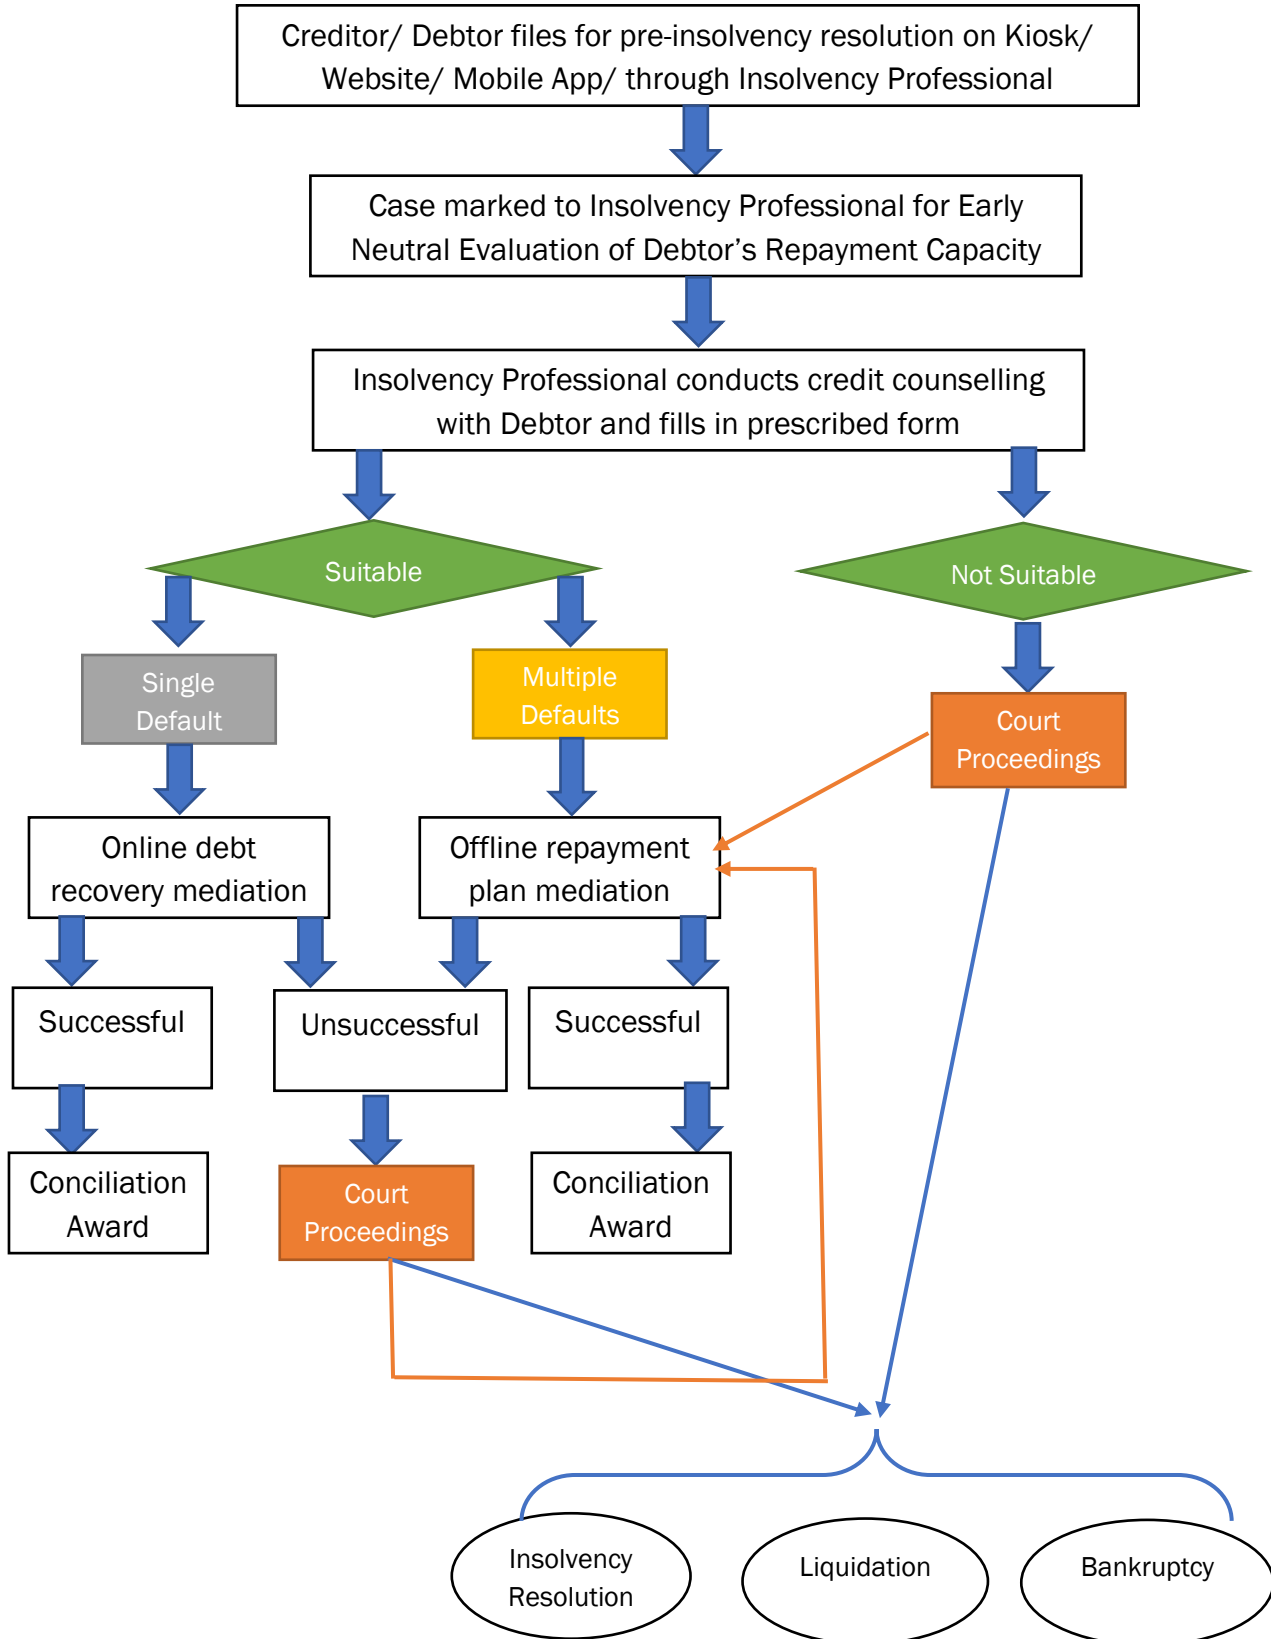 Creditor/ Debtor files for pre-insolvency resolution on Kiosk/
Website/ Mobile App/ through Insolvency Professional
Case marked to Insolvency Professional for Early
Neutral Evaluation of Debtor’s Repayment Capacity
Insolvency Professional conducts credit counselling
with Debtor and fills in prescribed form
Suitable
Not Suitable
Single
Default
Multiple
Defaults
Court
Proceedings
Online debt
recovery mediation
Offline repayment
plan mediation
Successful
Unsuccessful
Successful
Conciliation
Award
Court
Proceedings
Conciliation
Award
Insolvency
Resolution
Liquidation
Bankruptcy